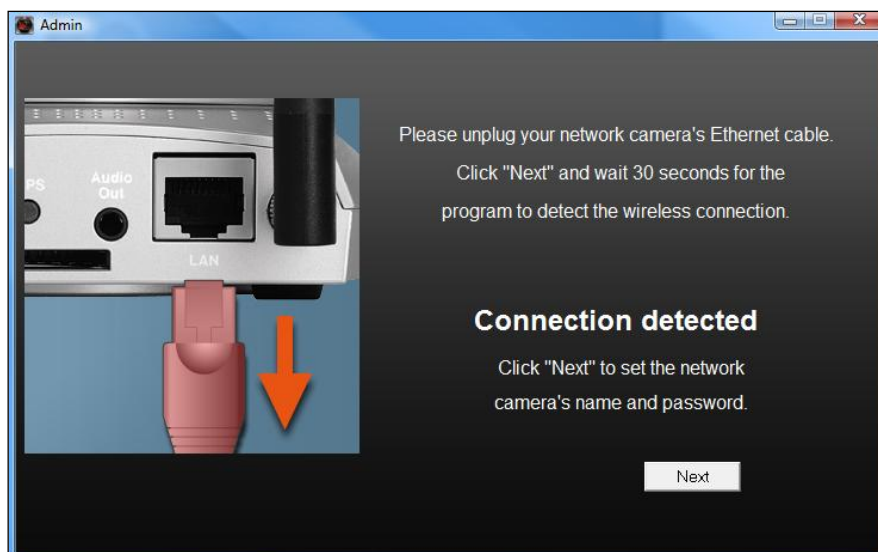 Admin
PS
Audio
Out
LAN
Please unplug your network camera's Ethernet cable.
Click "Next" and wait 30 seconds for the
program to detect the wireless connection.
Connection detected
Click "Next" to set the network
camera's name and password.
Next